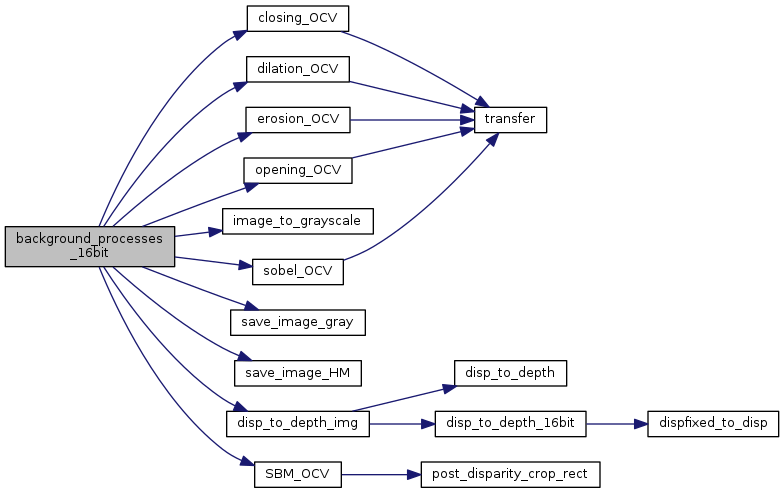 closing_OCV
dilation_OCV
erosion_OCV
transfer
opening_OCV
image_to_grayscale
background_processes
_16bit
sobel_OCV
save_image_gray
save_image_HM
disp_to_depth
disp_to_depth_img
disp_to_depth_16bit
dispfixed_to_disp
SBM_OCV
post_disparity_crop_rect